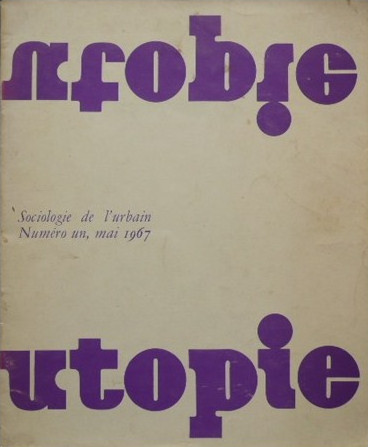 utopie
Sociologie de l'urbain
Numéro un, mai 1967
utopie